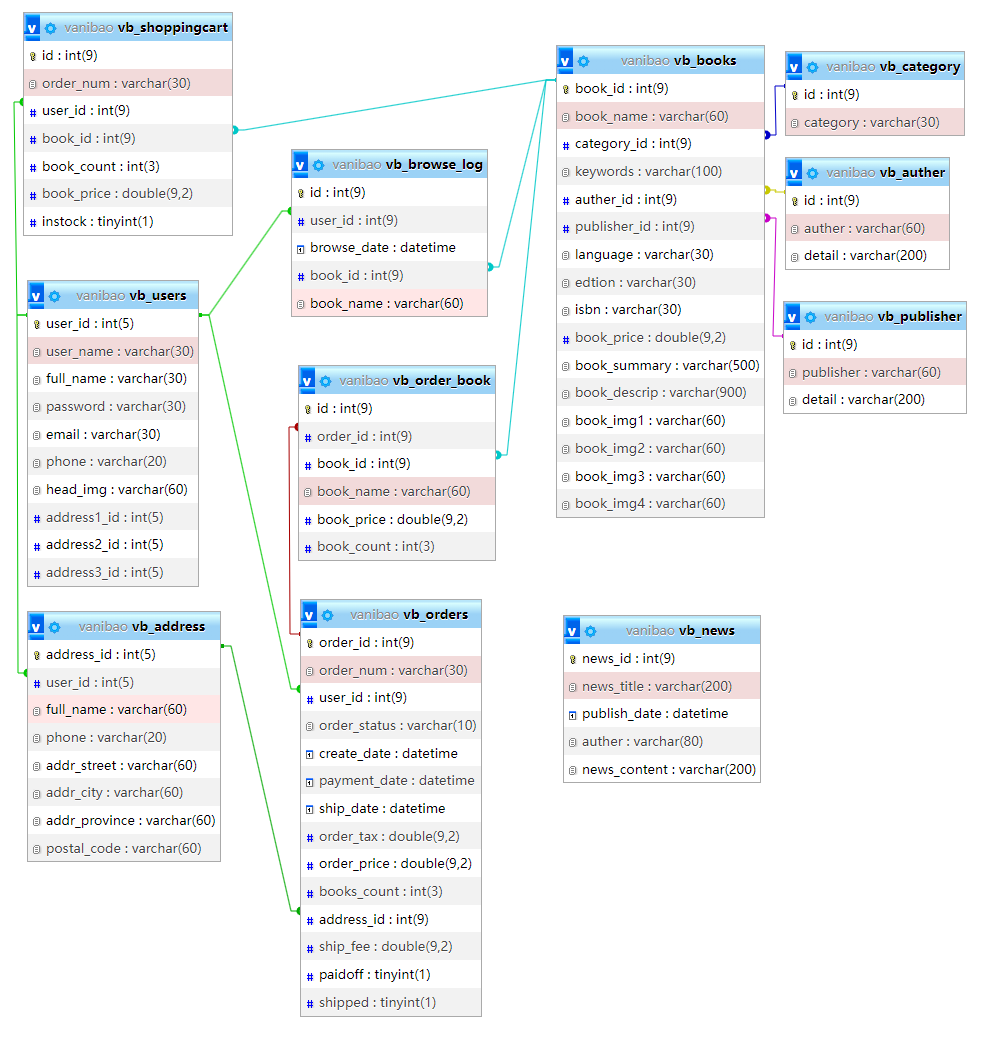 vanibao vb_shoppingcart
id : int(9)
order_num : varchar(30)
user_id : int(9)
book_id : int(9)
book_count : int(3)
book_price : double(9,2)
instock : tinyint(1)
vanibao vb_browse_log
id : int(9)
user_id : int(9)
browse_date : datetime
book_id : int(9)
book_name : varchar(60)
vanibao vb_books
book_id : int(9)
book_name : varchar(60)
category_id : int(9)
keywords : varchar(100)
auther_id : int(9)
publisher_id : int(9)
language : varchar(30)
edtion : varchar(30)
isbn : varchar(30)
book_price : double(9,2)
book_summary : varchar(500)
book_descrip : varchar(900)
book_img1 : varchar(60)
book_img2 : varchar(60)
book_img3 : varchar(60)
book_img4 : varchar(60)
vanibao vb_category
id : int(9)
category : varchar(30)
vanibao vb_auther
id : int(9)
auther : varchar(60)
detail : varchar(200)
vanibao vb_publisher
id : int(9)
publisher : varchar(60)
detail : varchar(200)
vanibao vb_users
user_id : int(5)
user_name : varchar(30)
full_name : varchar(30)
password : varchar(30)
email : varchar(30)
phone : varchar(20)
head_img : varchar(60)
address1_id : int(5)
address2_id : int(5)
address3_id : int(5)
vanibao vb_order_book
id : int(9)
order_id : int(9)
book_id : int(9)
book_name : varchar(60)
book_price : double(9,2)
book_count : int(3)
vanibao vb_address
address_id : int(5)
user_id : int(5)
full_name : varchar(60)
phone : varchar(20)
addr_street : varchar(60)
addr_city : varchar(60)
addr_province : varchar(60)
postal_code : varchar(60)
vanibao vb_orders
order_id : int(9)
order_num : varchar(30)
user_id : int(9)
order_status : varchar(10)
create_date : datetime
payment_date : datetime
ship_date : datetime
order_tax : double(9,2)
order_price : double(9,2)
books_count : int(3)
address_id : int(9)
ship_fee : double(9,2)
paidoff : tinyint(1)
shipped : tinyint(1)
vanibao vb_news
news_id : int(9)
news_title : varchar(200)
publish_date : datetime
auther : varchar(80)
news_content : varchar(200)